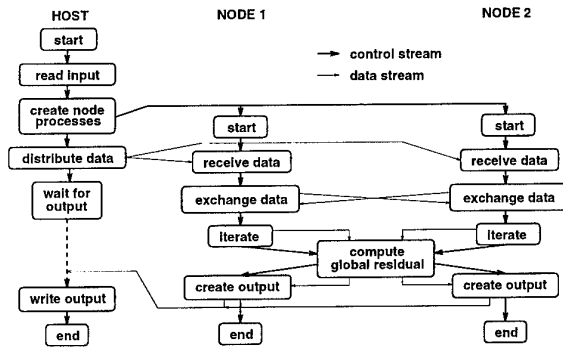 HOST
NODE 1
NODE 2
start
read input
create node
processes
distribute data
wait for
output
write output
end
control stream
data stream
start
receive data
exchange data
iterate
create output
end
compute
global residual
start
receive data
exchange data
iterate
create output
end